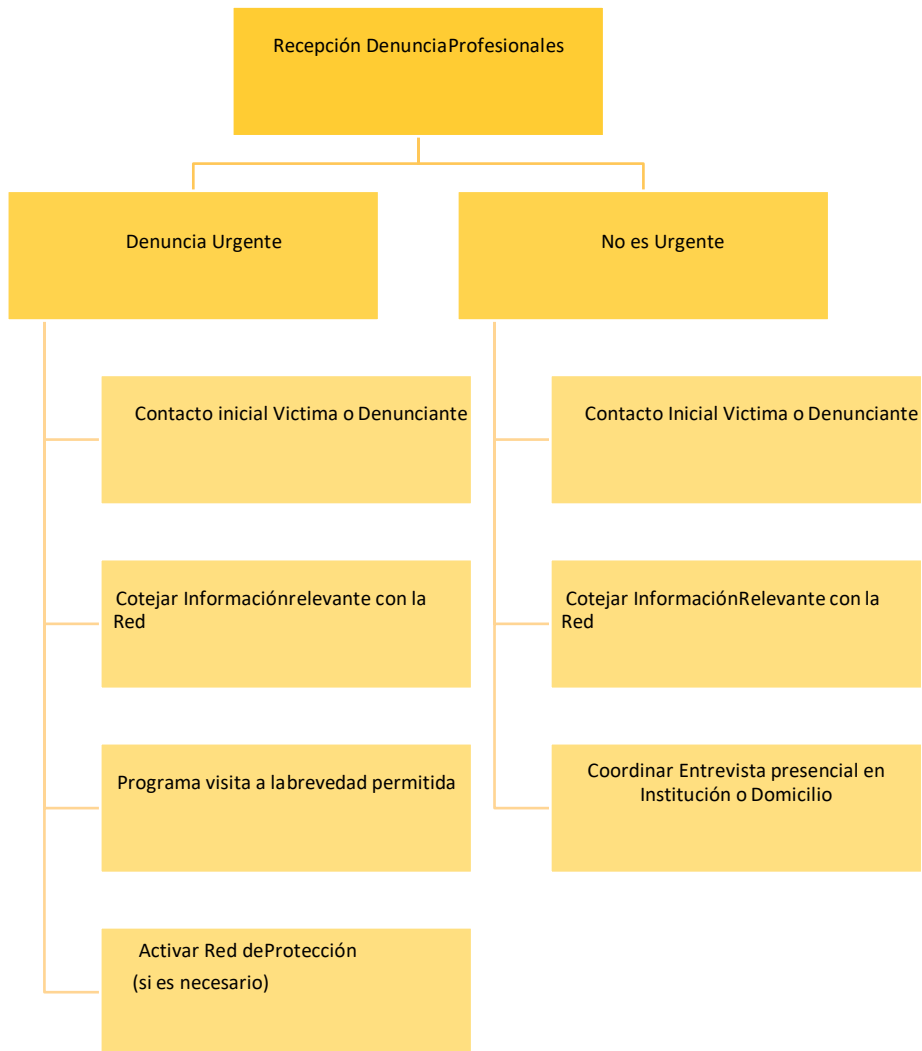 Recepción DenunciaProfesionales
Denuncia Urgente
No es Urgente
Contacto inicial Victima o Denunciante
Contacto Inicial Victima o Denunciante
Cotejar Informaciónrelevante con la
Red
Cotejar InformaciónRelevante con la
Red
Programa visita a labrevedad permitida
Coordinar Entrevista presencial en
Institución o Domicilio
Activar Red deProtección
(si es necesario)